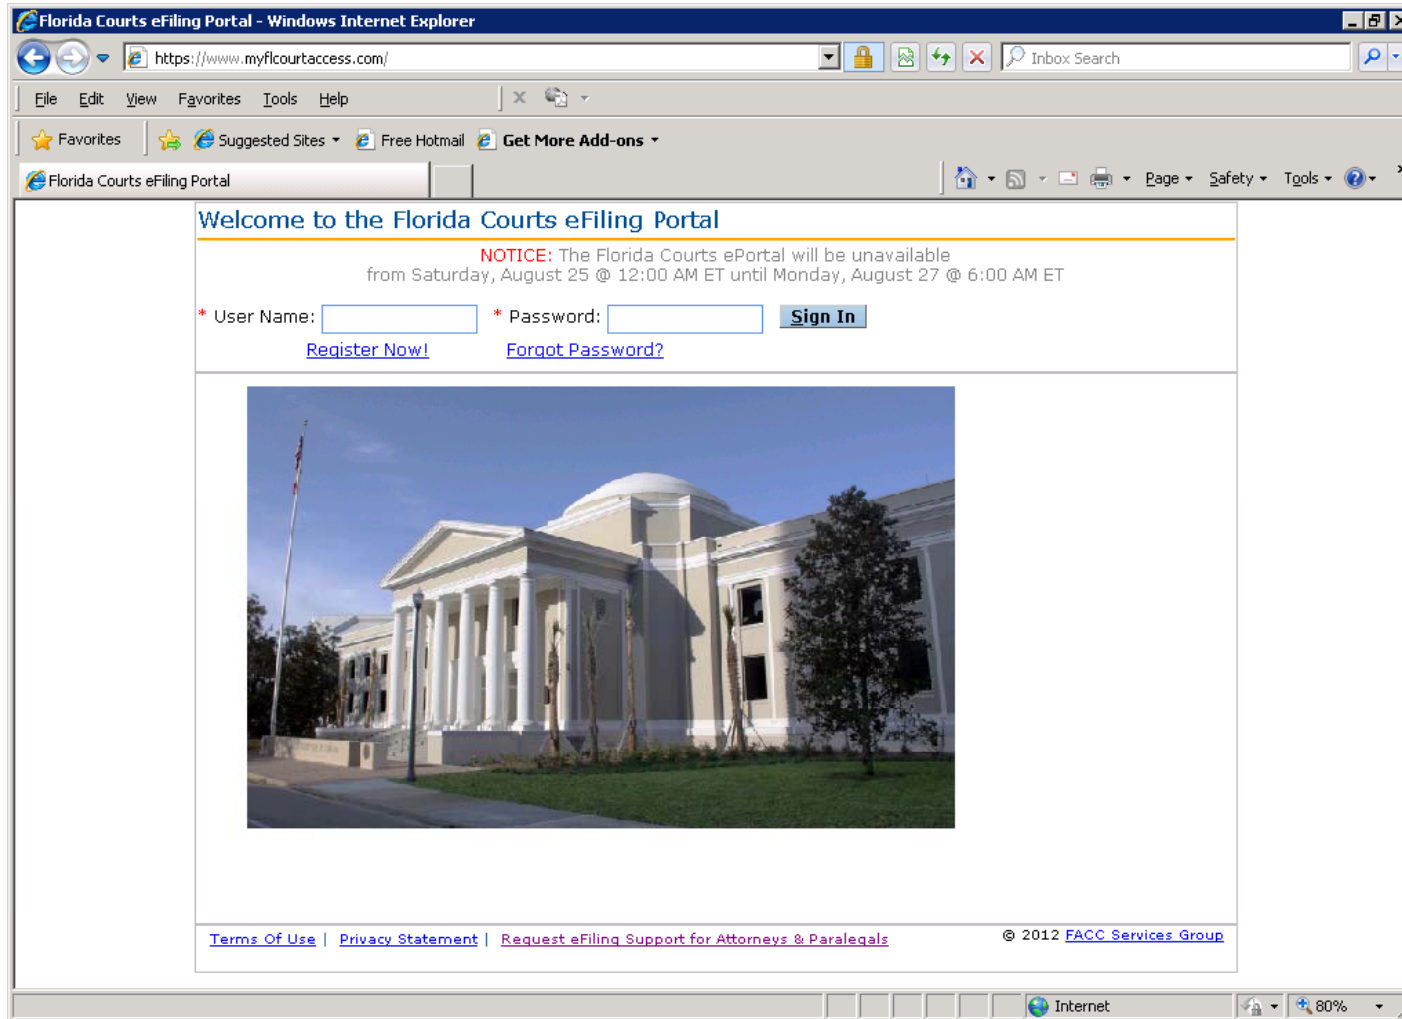 Florida Courts eFiling Portal - Windows Internet Explorer
https://www.myflcourtaccess.com/
Inbox Search
File Edit View Favorites Tools Help
Favorites Suggested Sites Free Hotmail Get More Add-ons
Florida Courts eFiling Portal
Page Safety Tools
Welcome to the Florida Courts eFiling Portal
NOTICE: The Florida Courts ePortal will be unavailable
from Saturday, August 25 @ 12:00 AM ET until Monday, August 27 @ 6:00 AM ET
* User Name: * Password: Sign In
Register Now! Forgot Password?
Terms Of Use | Privacy Statement | Request eFiling Support for Attorneys & Paralegals
© 2012 FACC Services Group
Internet
80%